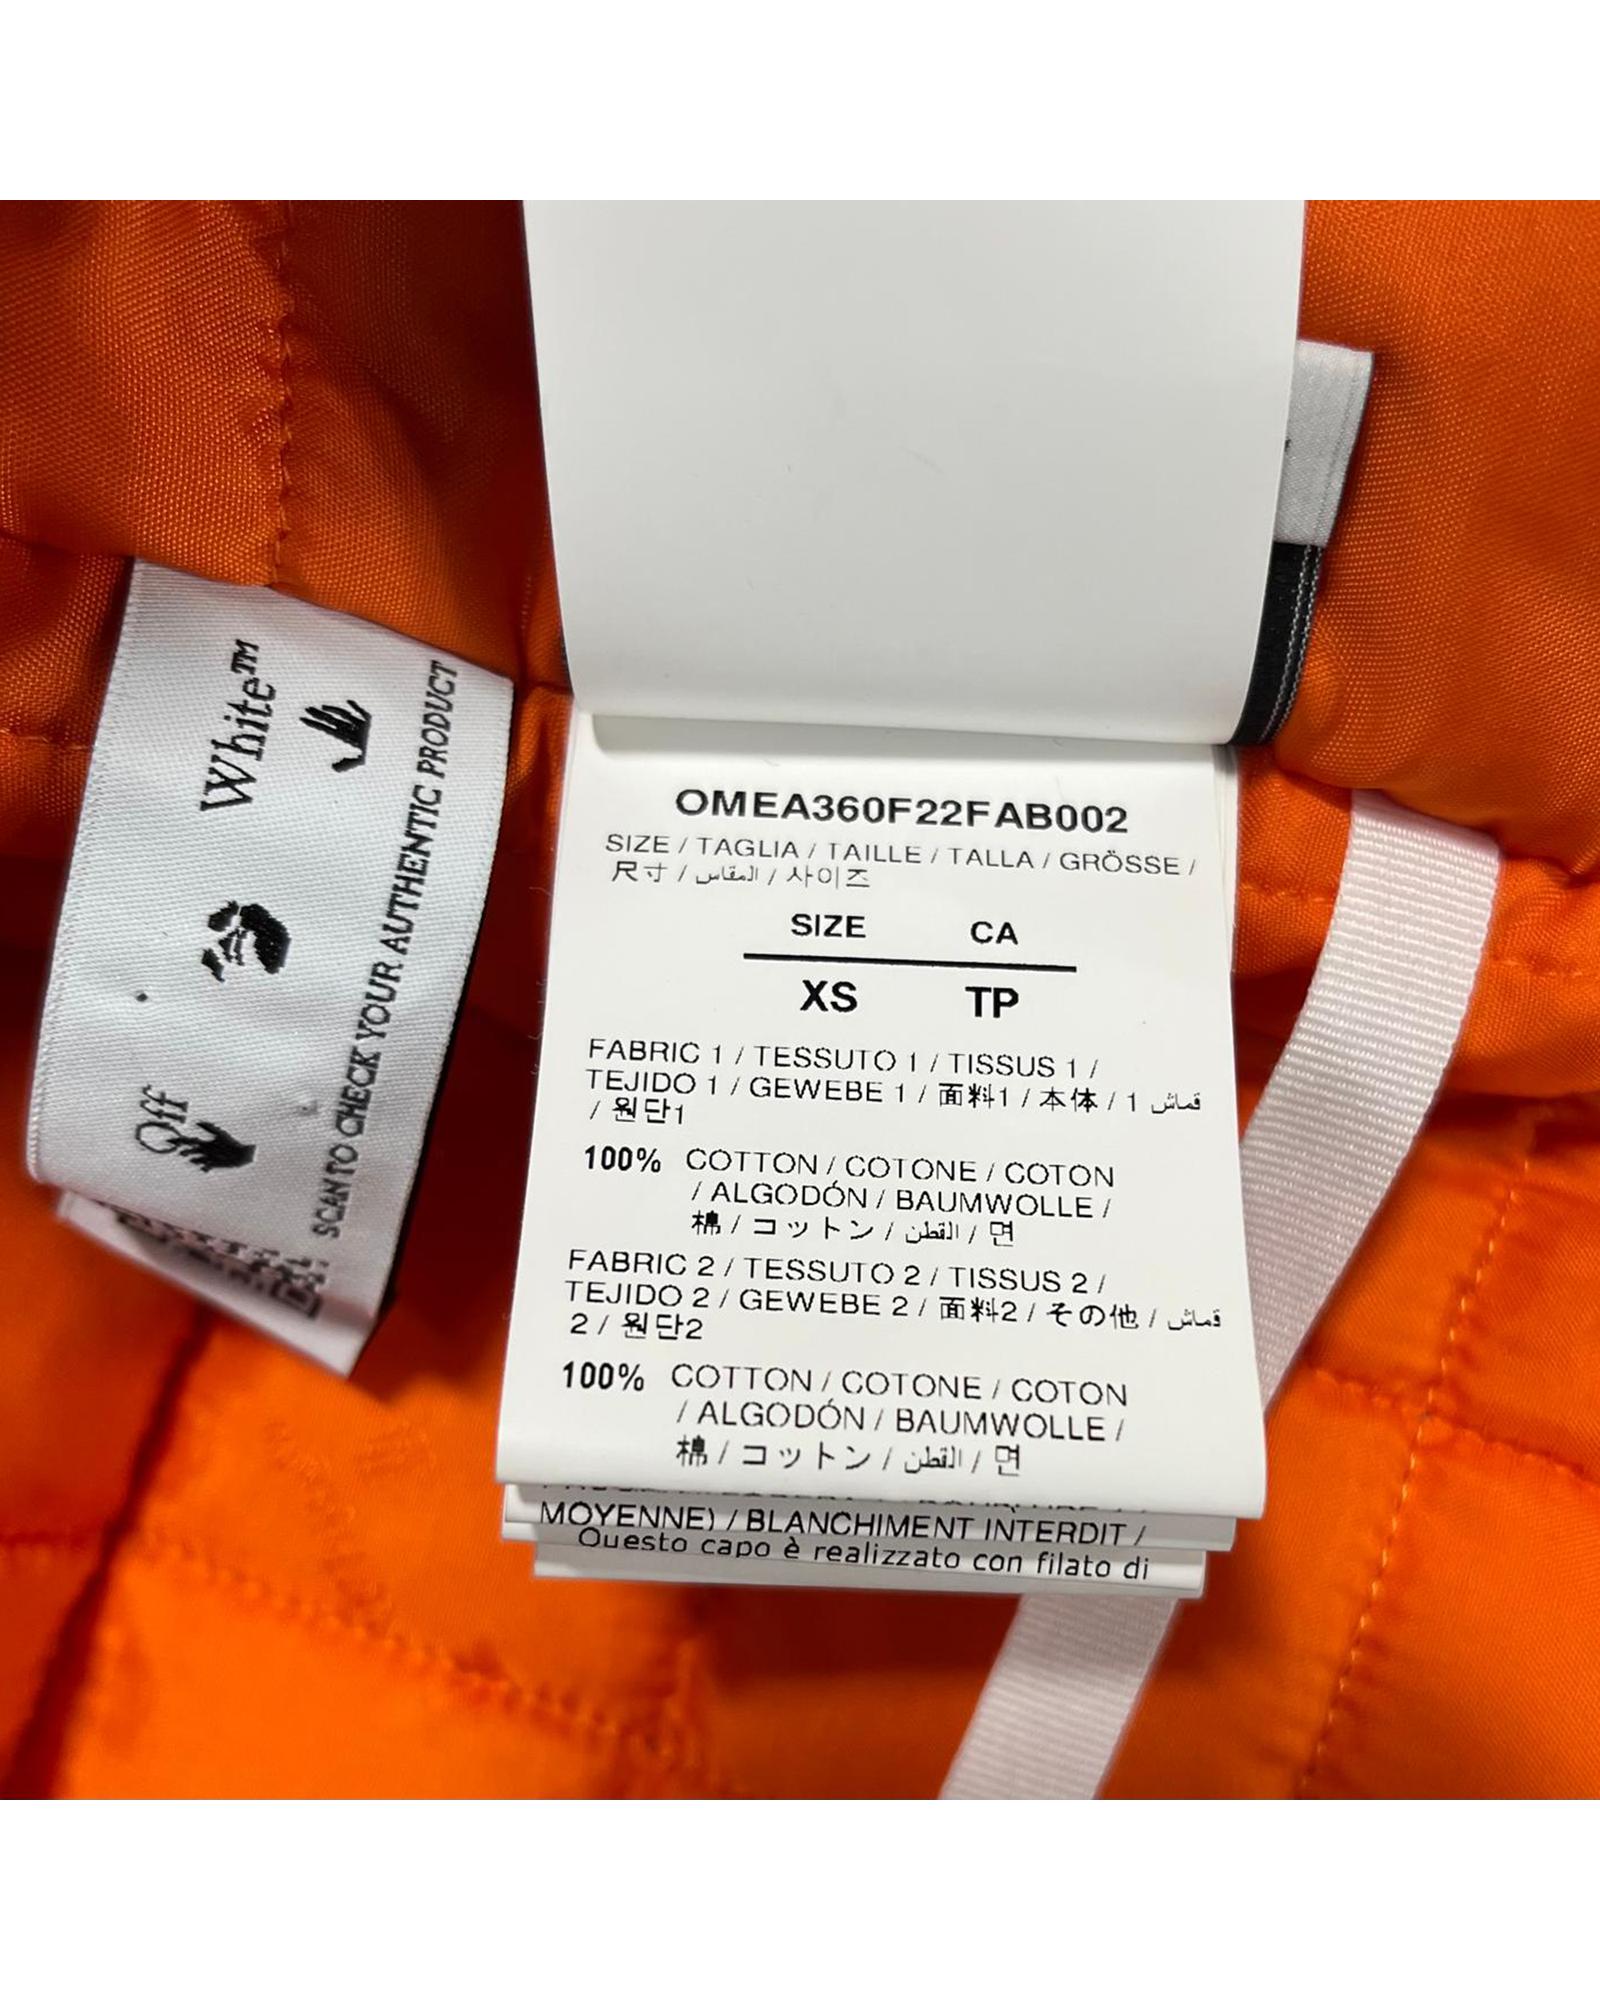 Off White™
SCAN TO CHECK YOUR AUTHENTIC PRODUCT
OMEA360F22FAB002
SIZE / TAGLIA / TAILLE / TALLA / GRÖSSE /
尺寸 / المقاس / 사이즈
SIZE CA
XS TP
FABRIC 1 / TESSUTO 1 / TISSUS 1 /
TEJIDO 1 / GEWEBE 1 / 面料1 / 本体 / قماش 1
/ 원단1
100% COTTON / COTONE / COTON
/ ALGODÓN / BAUMWOLLE /
棉 / コットン / القطن / 면
FABRIC 2 / TESSUTO 2 / TISSUS 2 /
TEJIDO 2 / GEWEBE 2 / 面料2 / その他 / قماش
2 / 원단2
100% COTTON / COTONE / COTON
/ ALGODÓN / BAUMWOLLE /
棉 / コットン / القطن / 면
MOYENNE) / BLANCHIMENT INTERDIT /
Questo capo è realizzato con filato di